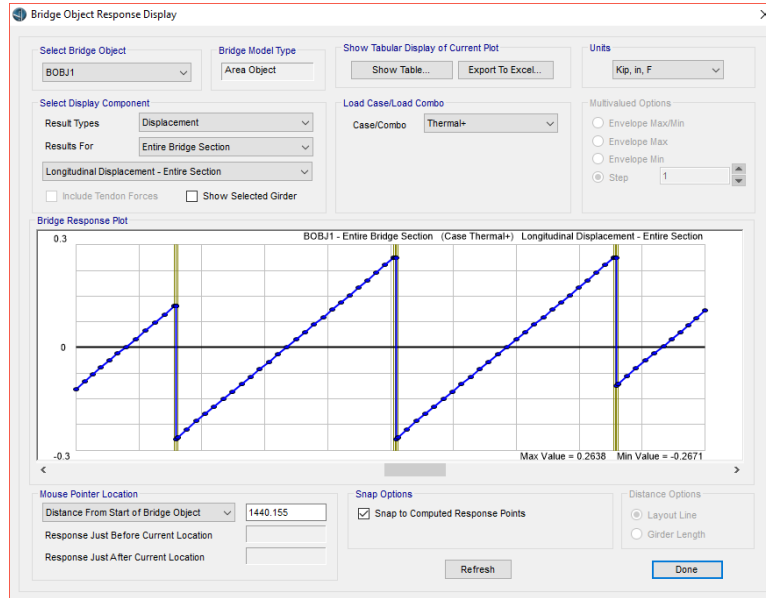 Bridge Object Response Display
Select Bridge Object
BOBJ1
Bridge Model Type
Area Object
Show Tabular Display of Current Plot
Show Table...
Export To Excel...
Units
Kip, in, F
Select Display Component
Result Types
Displacement
Results For
Entire Bridge Section
Longitudinal Displacement - Entire Section
Include Tendon Forces
Show Selected Girder
Load Case/Load Combo
Case/Combo
Thermal+
Multivalued Options
Envelope Max/Min
Envelope Max
Envelope Min
Step
1
Bridge Response Plot
BOBJ1 - Entire Bridge Section (Case Thermal+) Longitudinal Displacement - Entire Section
0.3
0
-0.3
Max Value = 0.2638 Min Value = -0.2671
Mouse Pointer Location
Distance From Start of Bridge Object
1440.155
Response Just Before Current Location
Response Just After Current Location
Snap Options
Snap to Computed Response Points
Distance Options
Layout Line
Girder Length
Refresh
Done